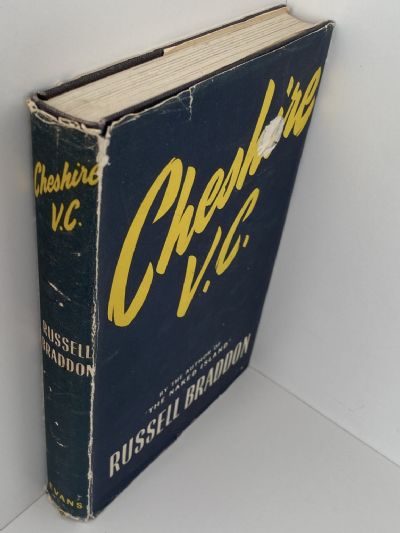 Cheshire
V.C.
RUSSELL
BRADDON
EVANS
Cheshire
V.C.
BY THE AUTHOR OF
"THE NAKED ISLAND"
RUSSELL BRADDON